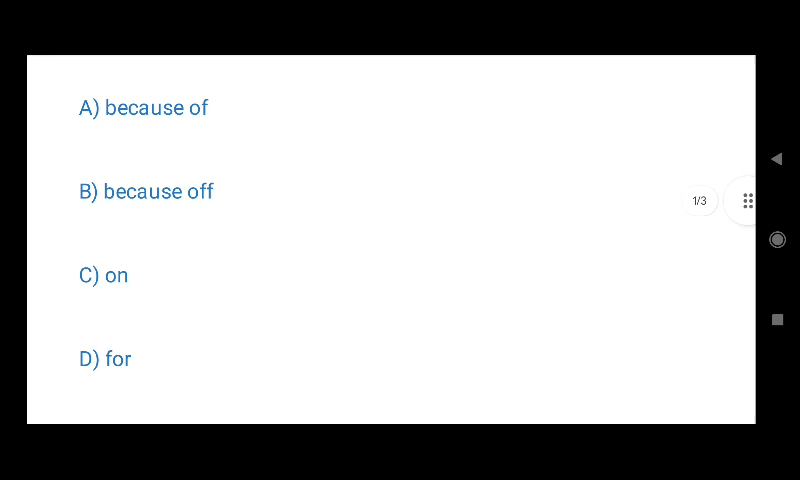 A) because of
B) because off
1/3
C) on
D) for